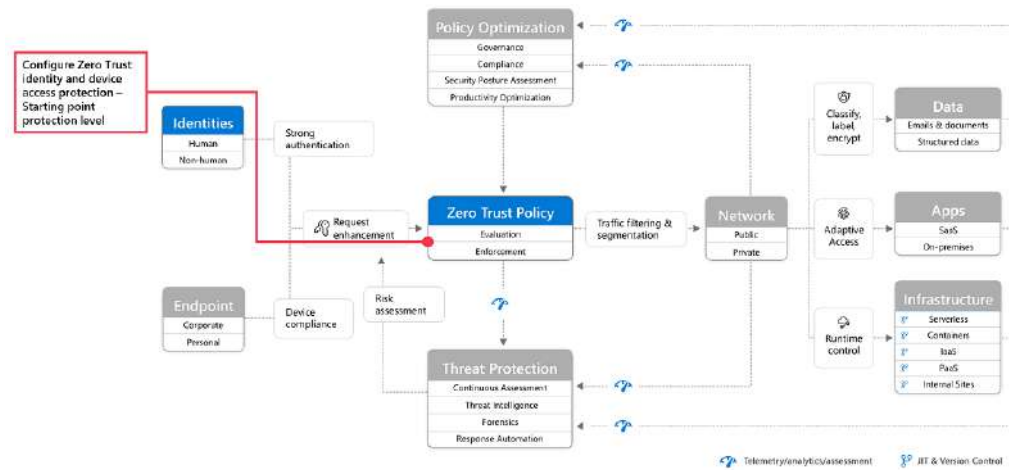 Policy Optimization
Governance
Compliance
Security Posture Assessment
Productivity Optimization
Configure Zero Trust
identity and device
access protection –
Starting point
protection level
Identities
Human
Non-human
Strong
authentication
Classify,
label,
encrypt
Data
Emails & documents
Structured data
Request
enhancement
Zero Trust Policy
Evaluation
Enforcement
Traffic filtering &
segmentation
Network
Public
Private
Adaptive
Access
Apps
SaaS
On-premises
Endpoint
Corporate
Personal
Device
compliance
Risk
assessment
Runtime
control
Infrastructure
Serverless
Containers
IaaS
PaaS
Internal Sites
Threat Protection
Continuous Assessment
Threat Intelligence
Forensics
Response Automation
Telemetry/analytics/assessment
JIT & Version Control